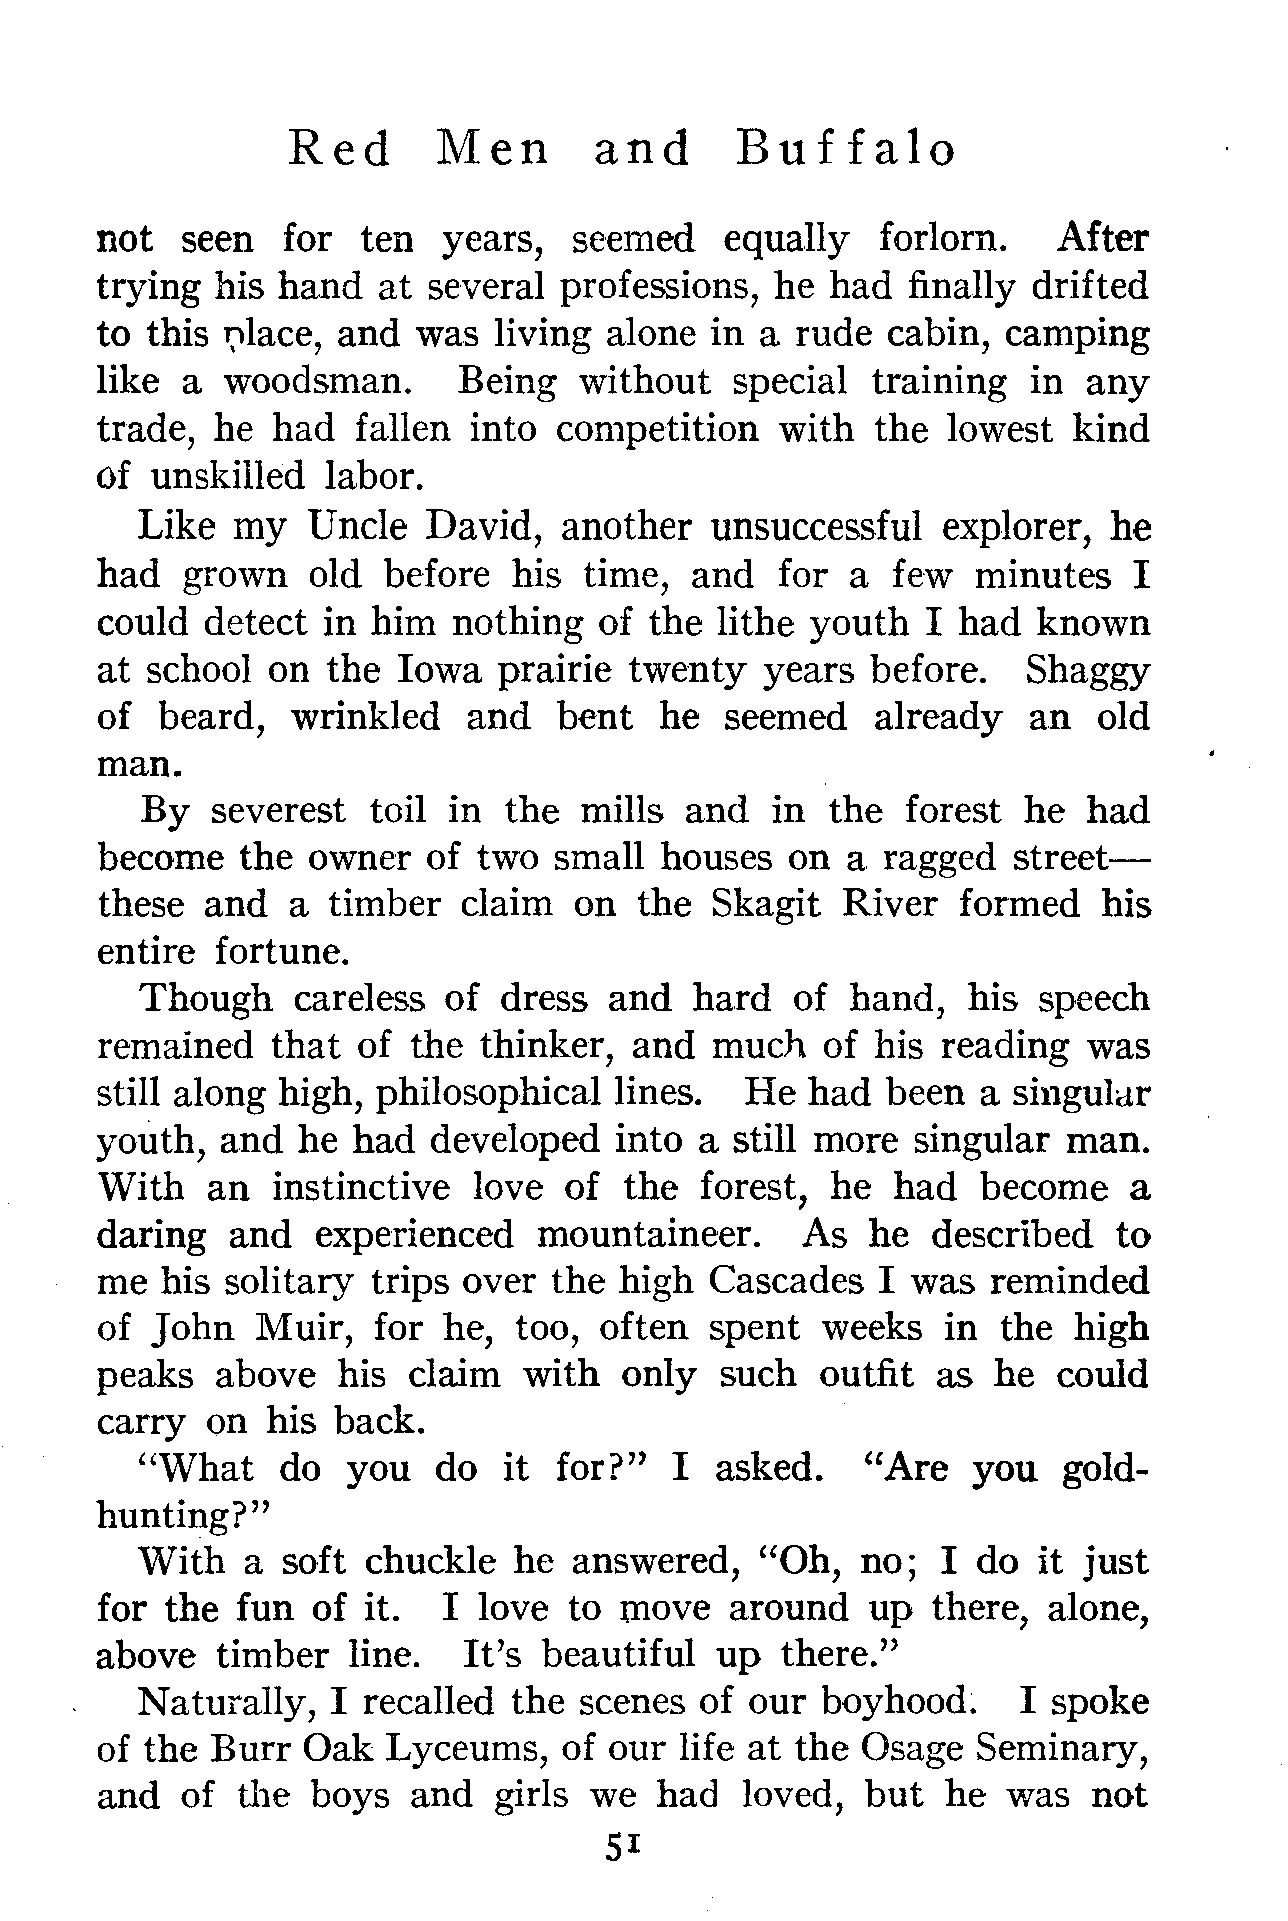 Red Men and Buffalo
not seen for ten years, seemed equally forlorn. After
trying his hand at several professions, he had finally drifted
to this place, and was living alone in a rude cabin, camping
like a woodsman. Being without special training in any
trade, he had fallen into competition with the lowest kind
of unskilled labor.
Like my Uncle David, another unsuccessful explorer, he
had grown old before his time, and for a few minutes I
could detect in him nothing of the lithe youth I had known
at school on the Iowa prairie twenty years before. Shaggy
of beard, wrinkled and bent he seemed already an old
man.
By severest toil in the mills and in the forest he had
become the owner of two small houses on a ragged street—
these and a timber claim on the Skagit River formed his
entire fortune.
Though careless of dress and hard of hand, his speech
remained that of the thinker, and much of his reading was
still along high, philosophical lines. He had been a singular
youth, and he had developed into a still more singular man.
With an instinctive love of the forest, he had become a
daring and experienced mountaineer. As he described to
me his solitary trips over the high Cascades I was reminded
of John Muir, for he, too, often spent weeks in the high
peaks above his claim with only such outfit as he could
carry on his back.
“What do you do it for?” I asked. “Are you gold-
hunting?”
With a soft chuckle he answered, “Oh, no; I do it just
for the fun of it. I love to move around up there, alone,
above timber line. It’s beautiful up there.”
Naturally, I recalled the scenes of our boyhood. I spoke
of the Burr Oak Lyceums, of our life at the Osage Seminary,
and of the boys and girls we had loved, but he was not
51